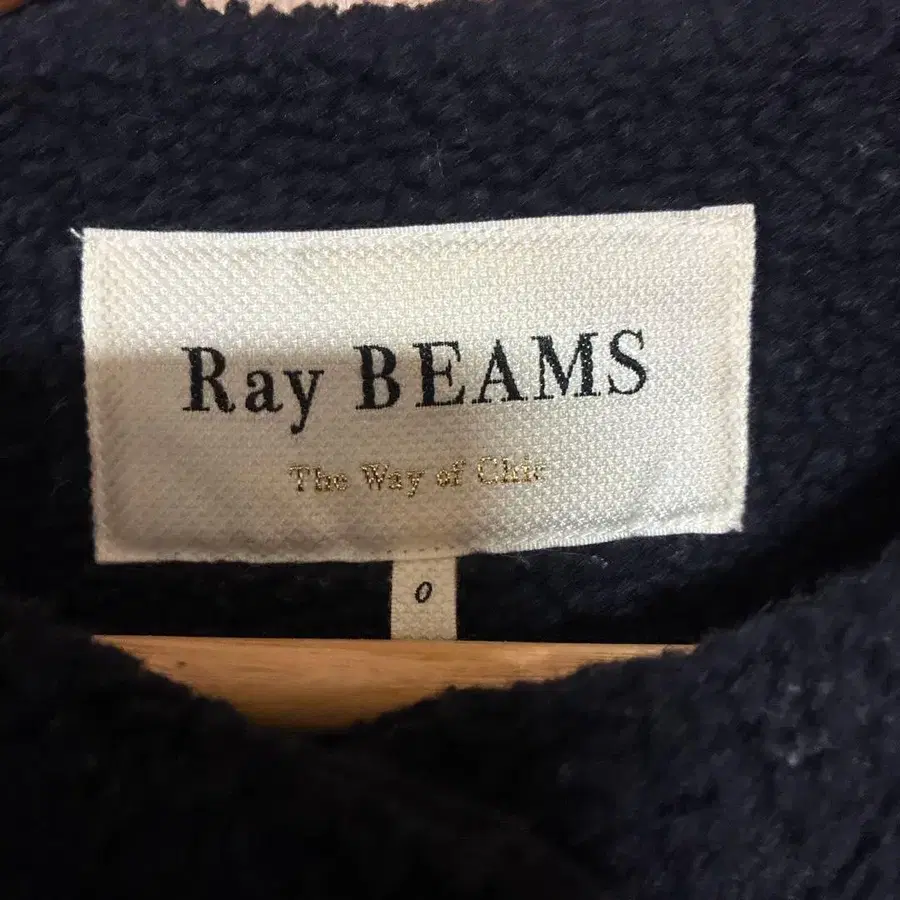 Ray BEAMS
The Way of Chic
0